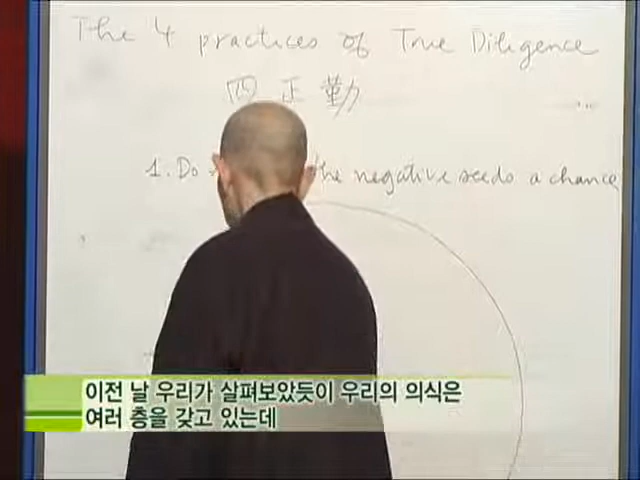 The 4 practices of True Diligence
四正勤
1. Do the negative seeds a chance
이전 날 우리가 살펴보았듯이 우리의 의식은
여러 층을 갖고 있는데